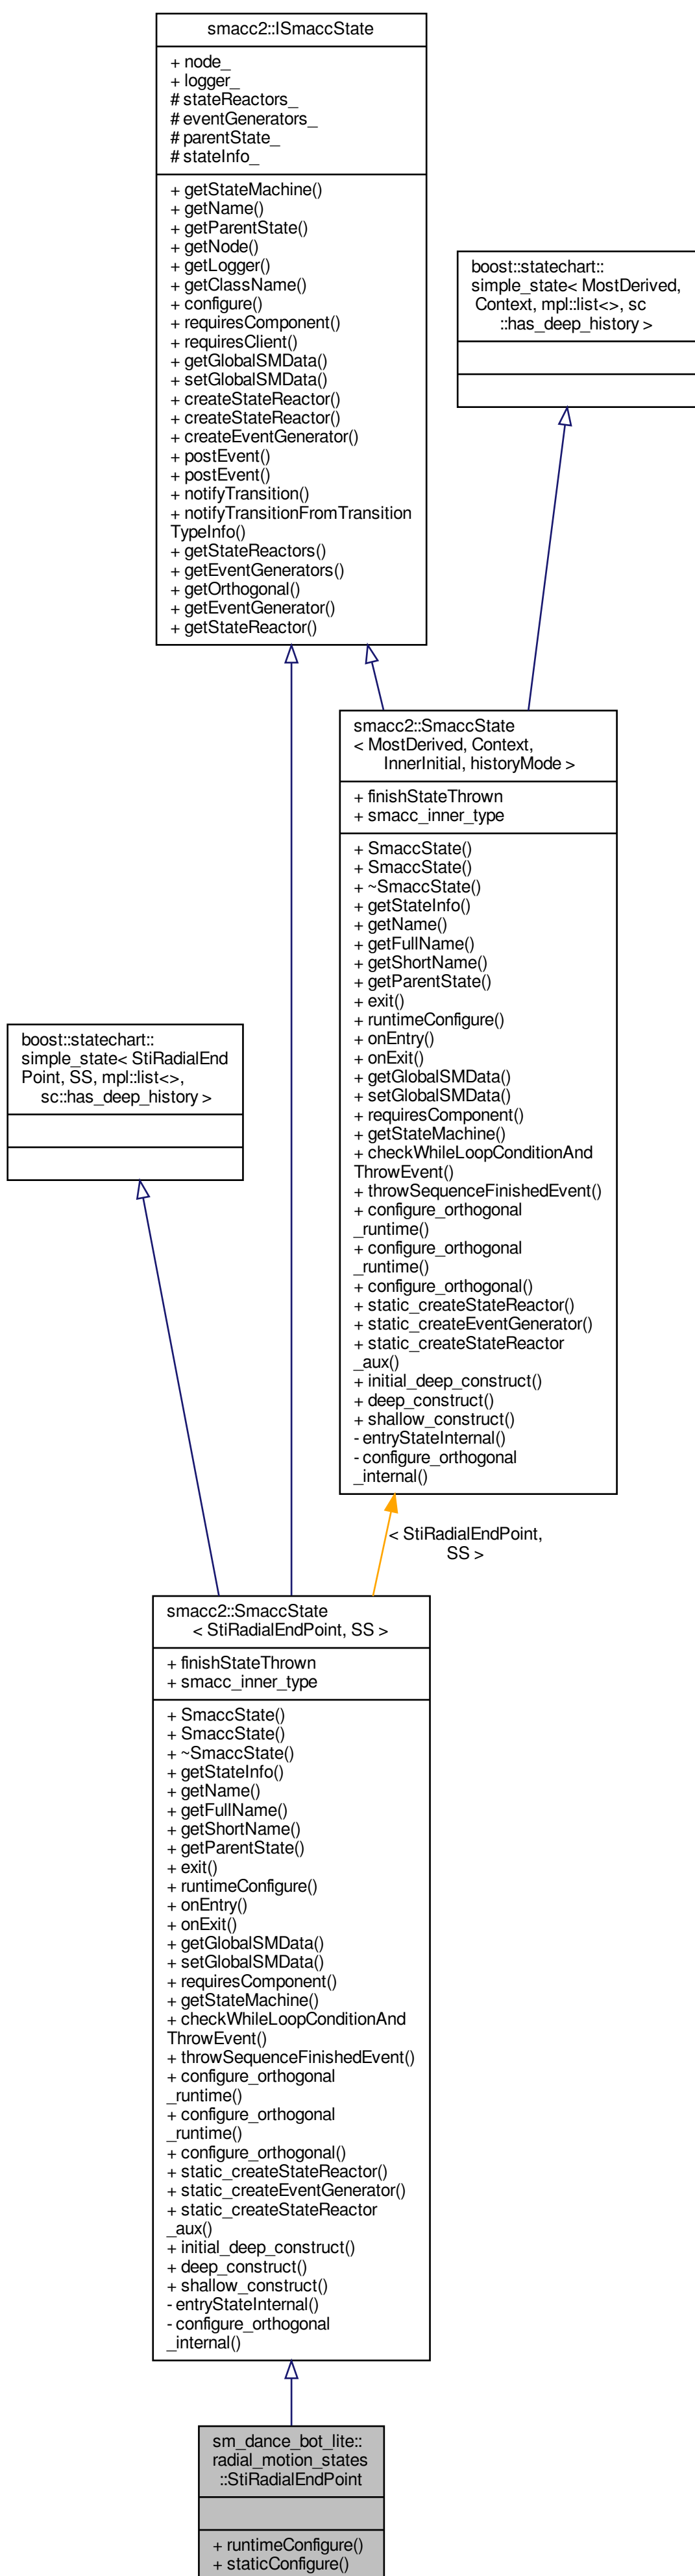 smacc2::ISmaccState
+ node_
+ logger_
# stateReactors_
# eventGenerators_
# parentState_
# stateInfo_
+ getStateMachine()
+ getName()
+ getParentState()
+ getNode()
+ getLogger()
+ getClassName()
+ configure()
+ requiresComponent()
+ requiresClient()
+ getGlobalSMData()
+ setGlobalSMData()
+ createStateReactor()
+ createStateReactor()
+ createEventGenerator()
+ postEvent()
+ postEvent()
+ notifyTransition()
+ notifyTransitionFromTransition
TypeInfo()
+ getStateReactors()
+ getEventGenerators()
+ getOrthogonal()
+ getEventGenerator()
+ getStateReactor()
boost::statechart::
simple_state< MostDerived,
Context, mpl::list<>, sc
::has_deep_history >
smacc2::SmaccState
< MostDerived, Context,
InnerInitial, historyMode >
+ finishStateThrown
+ smacc_inner_type
+ SmaccState()
+ SmaccState()
+ ~SmaccState()
+ getStateInfo()
+ getName()
+ getFullName()
+ getShortName()
+ getParentState()
+ exit()
+ runtimeConfigure()
+ onEntry()
+ onExit()
+ getGlobalSMData()
+ setGlobalSMData()
+ requiresComponent()
+ getStateMachine()
+ checkWhileLoopConditionAnd
ThrowEvent()
+ throwSequenceFinishedEvent()
+ configure_orthogonal
_runtime()
+ configure_orthogonal
_runtime()
+ configure_orthogonal()
+ static_createStateReactor()
+ static_createEventGenerator()
+ static_createStateReactor
_aux()
+ initial_deep_construct()
+ deep_construct()
+ shallow_construct()
- entryStateInternal()
- configure_orthogonal
_internal()
boost::statechart::
simple_state< StiRadialEnd
Point, SS, mpl::list<>,
sc::has_deep_history >
< StiRadialEndPoint,
SS >
smacc2::SmaccState
< StiRadialEndPoint, SS >
+ finishStateThrown
+ smacc_inner_type
+ SmaccState()
+ SmaccState()
+ ~SmaccState()
+ getStateInfo()
+ getName()
+ getFullName()
+ getShortName()
+ getParentState()
+ exit()
+ runtimeConfigure()
+ onEntry()
+ onExit()
+ getGlobalSMData()
+ setGlobalSMData()
+ requiresComponent()
+ getStateMachine()
+ checkWhileLoopConditionAnd
ThrowEvent()
+ throwSequenceFinishedEvent()
+ configure_orthogonal
_runtime()
+ configure_orthogonal
_runtime()
+ configure_orthogonal()
+ static_createStateReactor()
+ static_createEventGenerator()
+ static_createStateReactor
_aux()
+ initial_deep_construct()
+ deep_construct()
+ shallow_construct()
- entryStateInternal()
- configure_orthogonal
_internal()
sm_dance_bot_lite::
radial_motion_states
::StiRadialEndPoint
+ runtimeConfigure()
+ staticConfigure()